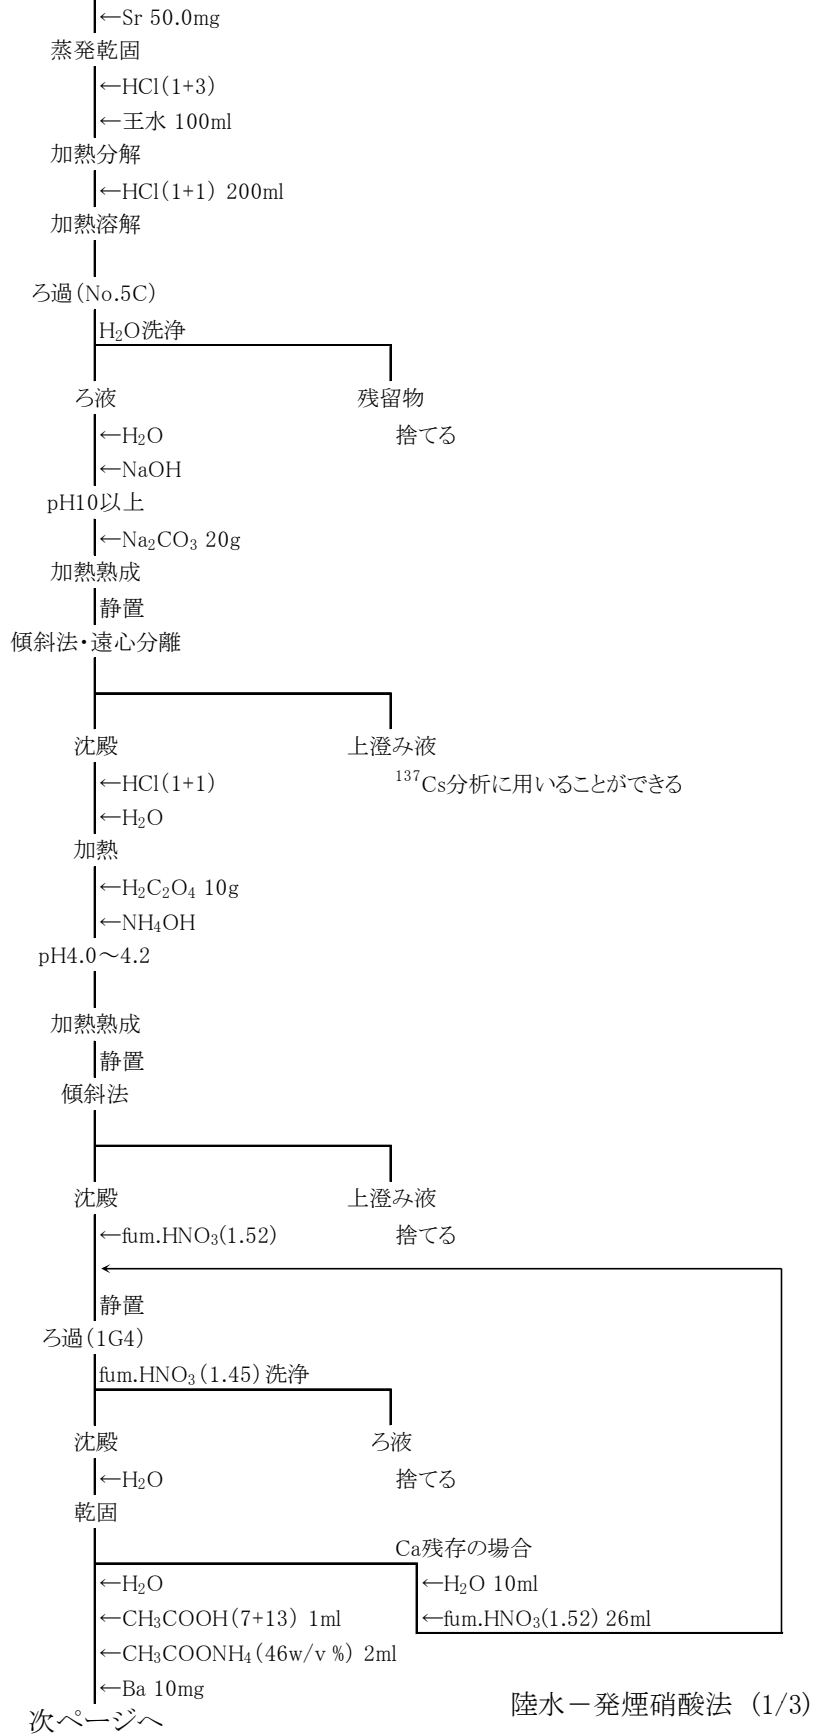 ←Sr 50.0mg
蒸発乾固
←HCl(1+3)
←王水 100ml
加熱分解
←HCl(1+1) 200ml
加熱溶解
ろ過(No.5C)
H₂O洗浄
ろ液 残留物
←H₂O 捨てる
←NaOH
pH10以上
←Na₂CO₃ 20g
加熱熟成
静置
傾斜法・遠心分離
沈殿 上澄み液
←HCl(1+1) ¹³⁷Cs分析に用いることができる
←H₂O
加熱
←H₂C₂O₄ 10g
←NH₄OH
pH4.0～4.2
加熱熟成
静置
傾斜法
沈殿 上澄み液
←fum.HNO₃(1.52) 捨てる
静置
ろ過(1G4)
fum.HNO₃(1.45)洗浄
沈殿 ろ液
←H₂O 捨てる
乾固
Ca残存の場合
←H₂O ←H₂O 10ml
←CH₃COOH(7+13) 1ml ←fum.HNO₃(1.52) 26ml
←CH₃COONH₄(46w/v %) 2ml
←Ba 10mg
次ページへ 陸水－発煙硝酸法 (1/3)